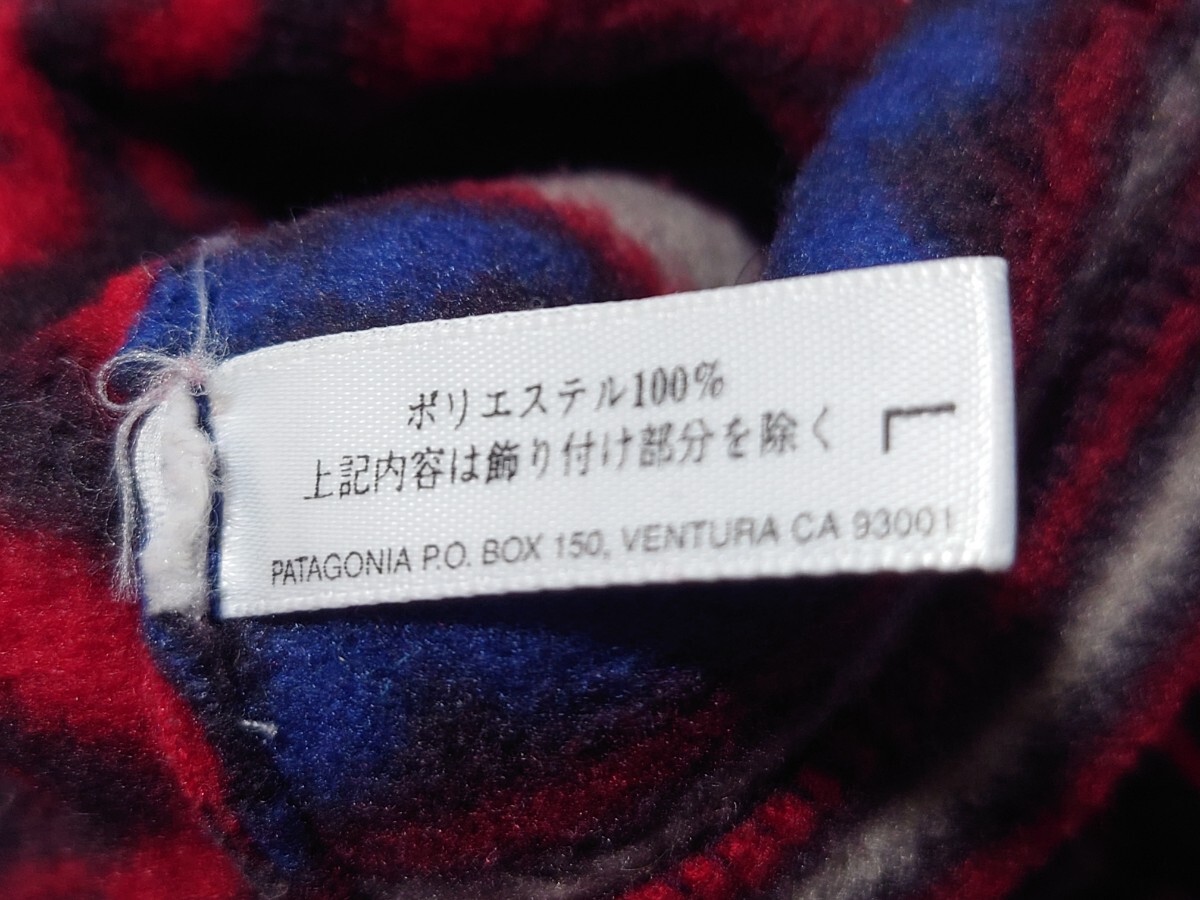 ポリエステル100%
上記内容は飾り付け部分を除く
L
PATAGONIA P.O. BOX 150, VENTURA CA 93001